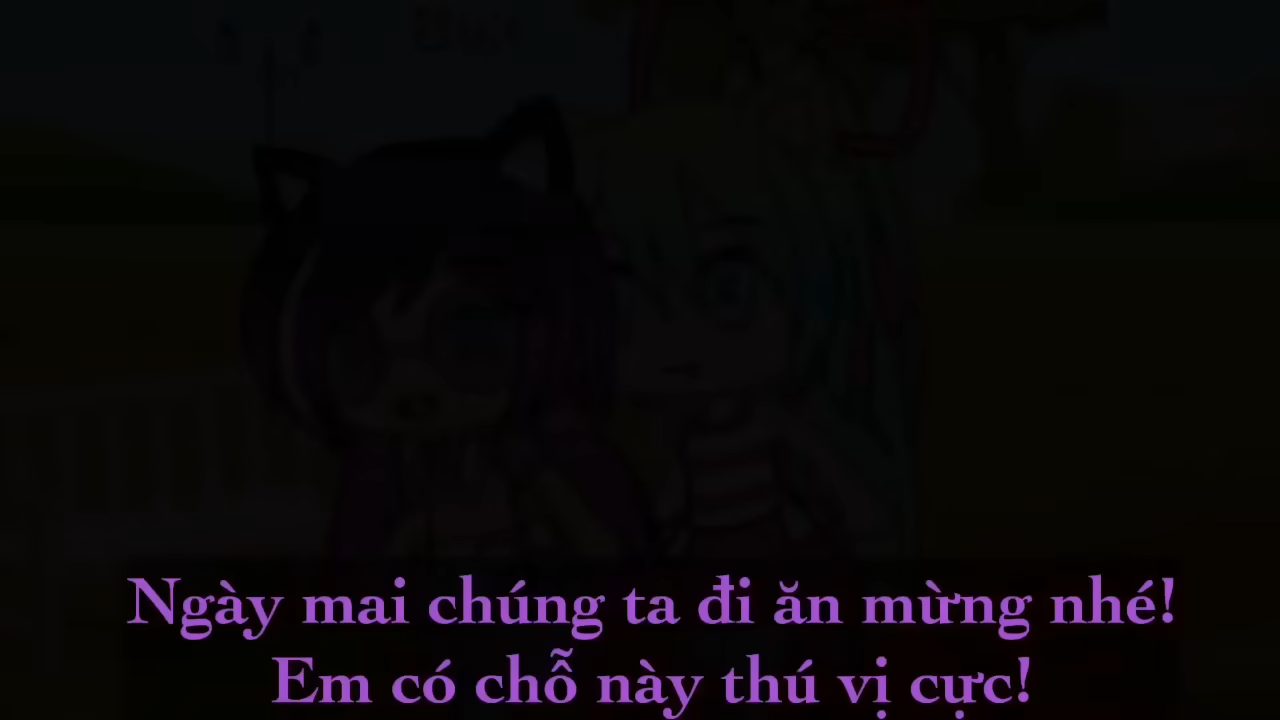 Ngày mai chúng ta đi ăn mừng nhé!
Em có chỗ này thú vị cực!